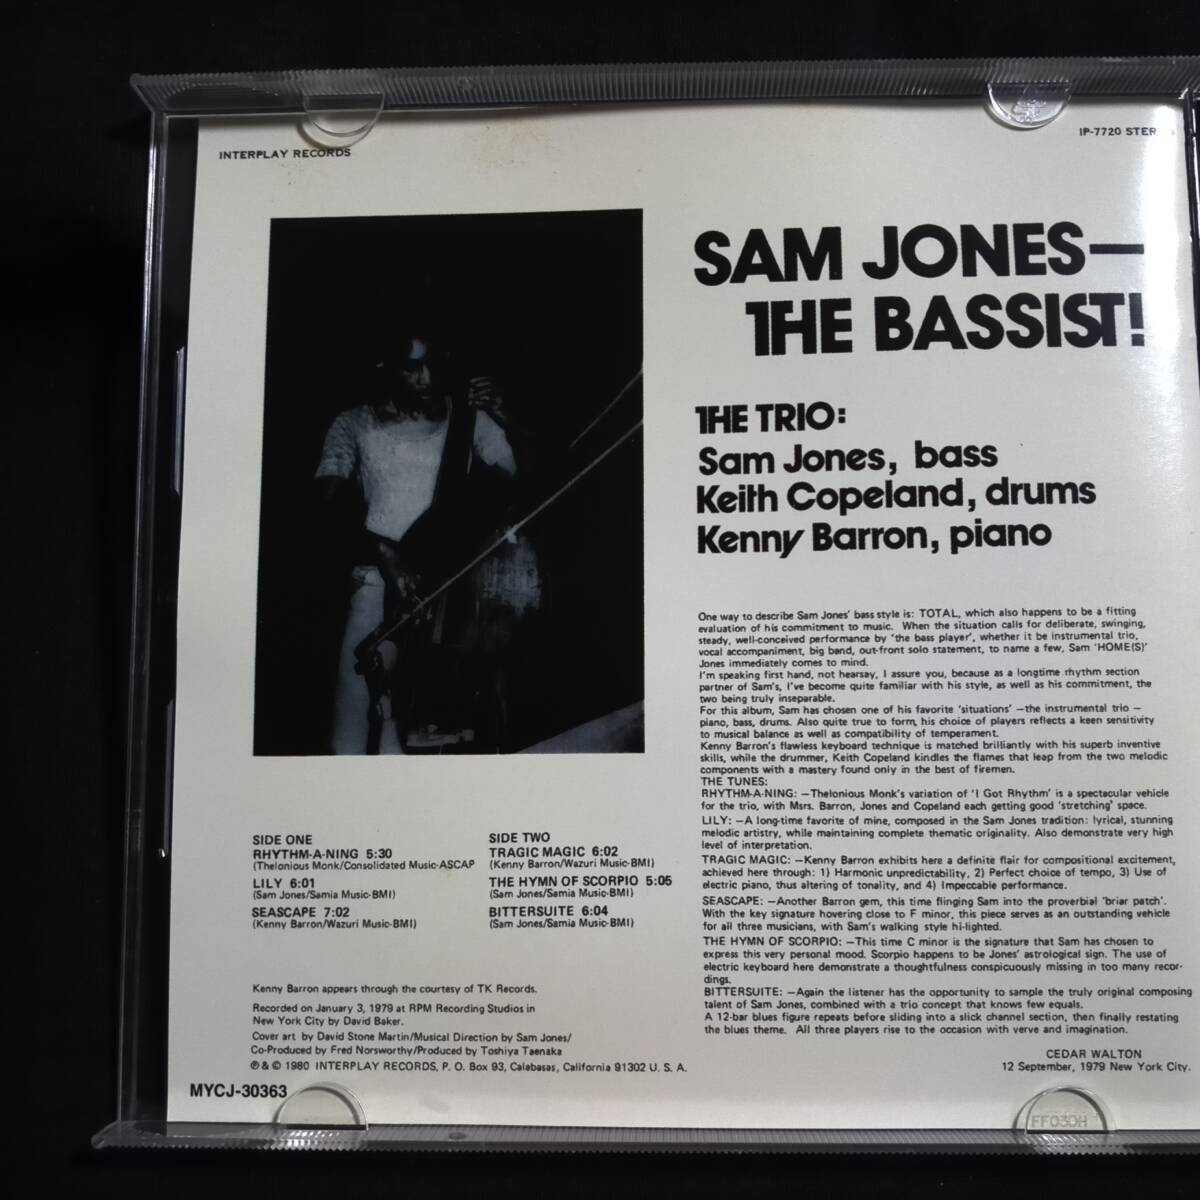 INTERPLAY RECORDS
IP-7720 STER
SAM JONES—
THE BASSIST!
THE TRIO:
Sam Jones, bass
Keith Copeland, drums
Kenny Barron, piano
One way to describe Sam Jones' bass style is: TOTAL, which also happens to be a fitting
evaluation of his commitment to music. When the situation calls for deliberate, swinging,
steady, well-conceived performance by 'the bass player', whether it be instrumental trio,
vocal accompaniment, big band, out-front solo statement, to name a few, Sam 'HOME(S)'
Jones immediately comes to mind.
I'm speaking first hand, not hearsay, I assure you, because as a longtime rhythm section
partner of Sam's, I've become quite familiar with his style, as well as his commitment, the
two being truly inseparable.
For this album, Sam has chosen one of his favorite 'situations' —the instrumental trio —
piano, bass, drums. Also quite true to form, his choice of players reflects a keen sensitivity
to musical balance as well as compatibility of temperament.
Kenny Barron's flawless keyboard technique is matched brilliantly with his superb inventive
skills, while the drummer, Keith Copeland kindles the flames that leap from the two melodic
components with a mastery found only in the best of firemen.
THE TUNES:
RHYTHM-A-NING: —Thelonious Monk's variation of 'I Got Rhythm' is a spectacular vehicle
for the trio, with Msrs. Barron, Jones and Copeland each getting good 'stretching' space.
LILY: —A long-time favorite of mine, composed in the Sam Jones tradition: lyrical, stunning
melodic artistry, while maintaining complete thematic originality. Also demonstrate very high
level of interpretation.
TRAGIC MAGIC: —Kenny Barron exhibits here a definite flair for compositional excitement,
achieved here through: 1) Harmonic unpredictability, 2) Perfect choice of tempo, 3) Use of
electric piano, thus altering of tonality, and 4) Impeccable performance.
SEASCAPE: —Another Barron gem, this time flinging Sam into the proverbial 'briar patch'.
With the key signature hovering close to F minor, this piece serves as an outstanding vehicle
for all three musicians, with Sam's walking style hi-lighted.
THE HYMN OF SCORPIO: —This time C minor is the signature that Sam has chosen to
express this very personal mood. Scorpio happens to be Jones' astrological sign. The use of
electric keyboard here demonstrate a thoughtfulness conspicuously missing in too many recor-
dings.
BITTERSUITE: —Again the listener has the opportunity to sample the truly original composing
talent of Sam Jones, combined with a trio concept that knows few equals.
A 12-bar blues figure repeats before sliding into a slick channel section, then finally restating
the blues theme. All three players rise to the occasion with verve and imagination.
CEDAR WALTON
12 September, 1979 New York City.
SIDE ONE
RHYTHM-A-NING 5:30
(Thelonious Monk/Consolidated Music-ASCAP
LILY 6:01
(Sam Jones/Samia Music-BMI)
SEASCAPE 7:02
(Kenny Barron/Wazuri Music-BMI)
SIDE TWO
TRAGIC MAGIC 6:02
(Kenny Barron/Wazuri Music-BMI)
THE HYMN OF SCORPIO 5:05
(Sam Jones/Samia Music-BMI)
BITTERSUITE 6:04
(Sam Jones/Samia Music-BMI)
Kenny Barron appears through the courtesy of TK Records.
Recorded on January 3, 1979 at RPM Recording Studios in
New York City by David Baker.
Cover art by David Stone Martin/Musical Direction by Sam Jones/
Co-Produced by Fred Norsworthy/Produced by Toshiya Taenaka
℗ & © 1980 INTERPLAY RECORDS, P. O. Box 93, Calabasas, California 91302 U. S. A.
MYCJ-30363
FF030H